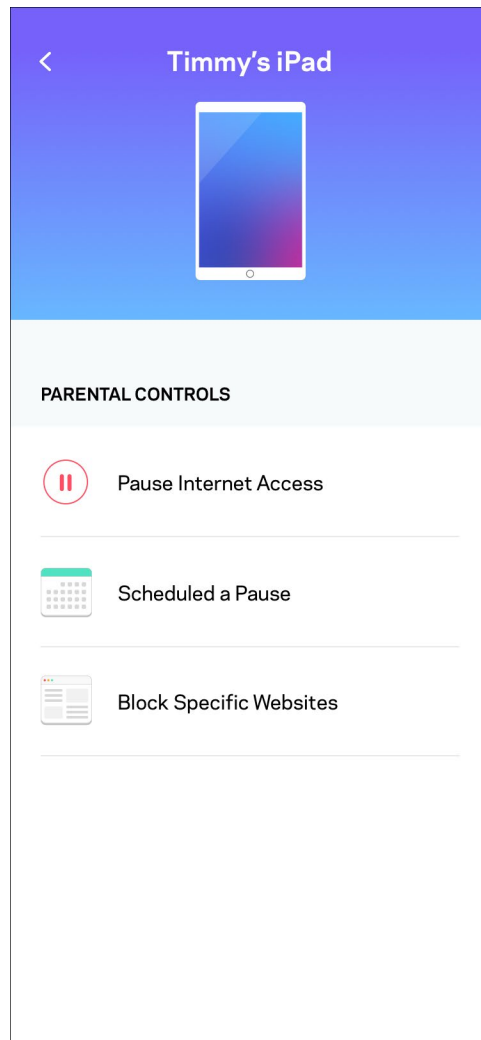 Timmy’s iPad
PARENTAL CONTROLS
Pause Internet Access
Scheduled a Pause
Block Specific Websites